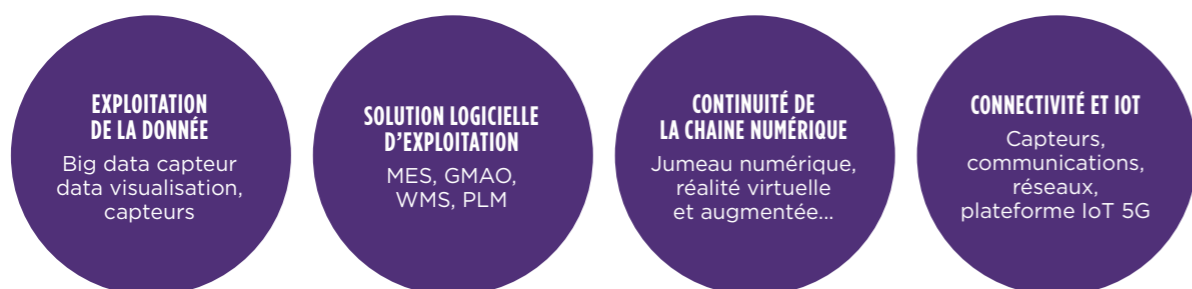 EXPLOITATION
DE LA DONNÉE
Big data capteur
data visualisation,
capteurs
SOLUTION LOGICIELLE
D'EXPLOITATION
MES, GMAO,
WMS, PLM
CONTINUITÉ DE
LA CHAINE NUMÉRIQUE
Jumeau numérique,
réalité virtuelle
et augmentée...
CONNECTIVITÉ ET IOT
Capteurs,
communications,
réseaux,
plateforme IoT 5G